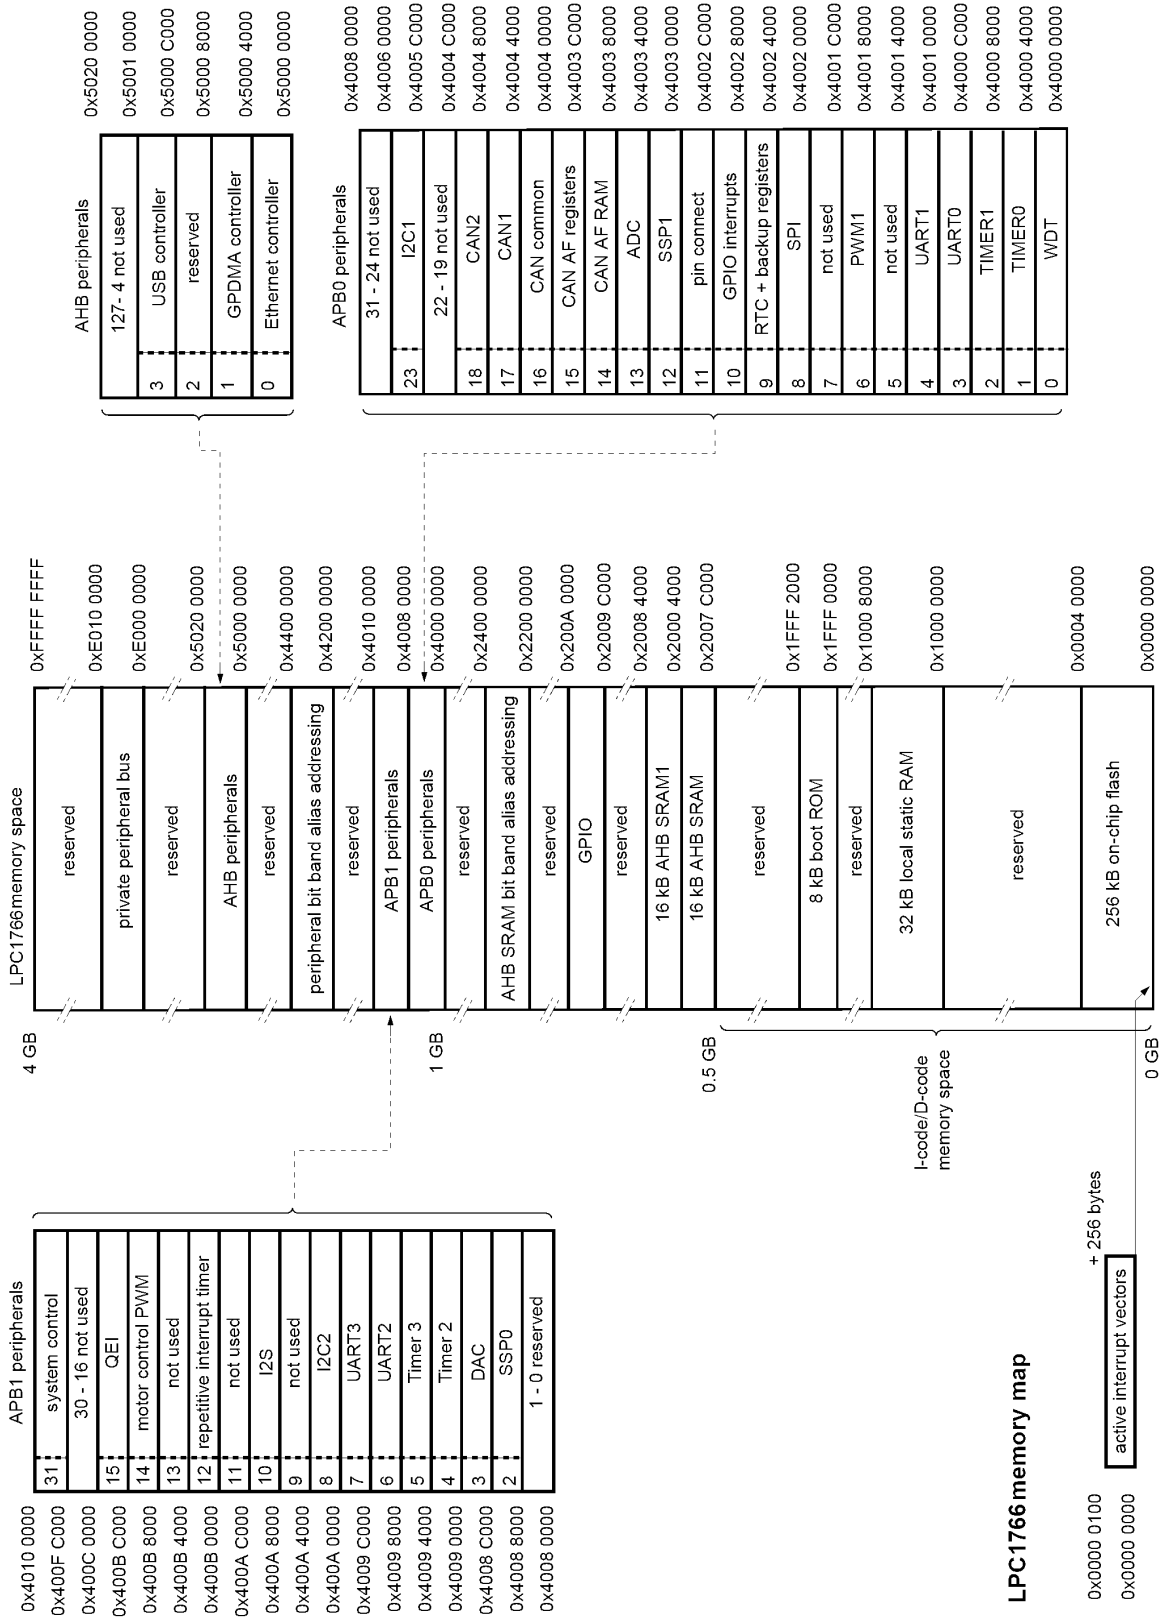 LPC1766 memory map
APB1 peripherals
0x4010 0000
31 system control
0x400F C000
30 - 16 not used
0x400C 0000
15 QEI
0x400B C000
14 motor control PWM
0x400B 8000
13 not used
0x400B 4000
12 repetitive interrupt timer
0x400B 0000
11 not used
0x400A C000
10 I2S
0x400A 8000
9 not used
0x400A 4000
8 I2C2
0x400A 0000
7 UART3
0x4009 C000
6 UART2
0x4009 8000
5 Timer 3
0x4009 4000
4 Timer 2
0x4009 0000
3 DAC
0x4008 C000
2 SSP0
0x4008 8000
1 - 0 reserved
0x4008 0000
0x0000 0100
active interrupt vectors
0x0000 0000
+ 256 bytes
LPC1766 memory space
4 GB
0xFFFF FFFF
reserved
0xE010 0000
private peripheral bus
0xE000 0000
reserved
0x5020 0000
AHB peripherals
0x5000 0000
reserved
0x4400 0000
peripheral bit band alias addressing
0x4200 0000
reserved
0x4010 0000
APB1 peripherals
0x4008 0000
APB0 peripherals
1 GB
0x4000 0000
reserved
0x2400 0000
AHB SRAM bit band alias addressing
0x2200 0000
reserved
0x200A 0000
GPIO
0x2009 C000
reserved
0x2008 4000
16 kB AHB SRAM1
0x2000 4000
16 kB AHB SRAM
0x2007 C000
0.5 GB
reserved
0x1FFF 2000
8 kB boot ROM
0x1FFF 0000
reserved
0x1000 8000
32 kB local static RAM
0x1000 0000
reserved
0x0004 0000
256 kB on-chip flash
0x0000 0000
0 GB
I-code/D-code
memory space
AHB peripherals
0x5020 0000
127- 4 not used
0x5001 0000
3 USB controller
0x5000 C000
2 reserved
0x5000 8000
1 GPDMA controller
0x5000 4000
0 Ethernet controller
0x5000 0000
APB0 peripherals
0x4008 0000
31 - 24 not used
0x4006 0000
23 I2C1
0x4005 C000
22 - 19 not used
0x4004 C000
18 CAN2
0x4004 8000
17 CAN1
0x4004 4000
16 CAN common
0x4004 0000
15 CAN AF registers
0x4003 C000
14 CAN AF RAM
0x4003 8000
13 ADC
0x4003 4000
12 SSP1
0x4003 0000
11 pin connect
0x4002 C000
10 GPIO interrupts
0x4002 8000
9 RTC + backup registers
0x4002 4000
8 SPI
0x4002 0000
7 not used
0x4001 C000
6 PWM1
0x4001 8000
5 not used
0x4001 4000
4 UART1
0x4001 0000
3 UART0
0x4000 C000
2 TIMER1
0x4000 8000
1 TIMER0
0x4000 4000
0 WDT
0x4000 0000